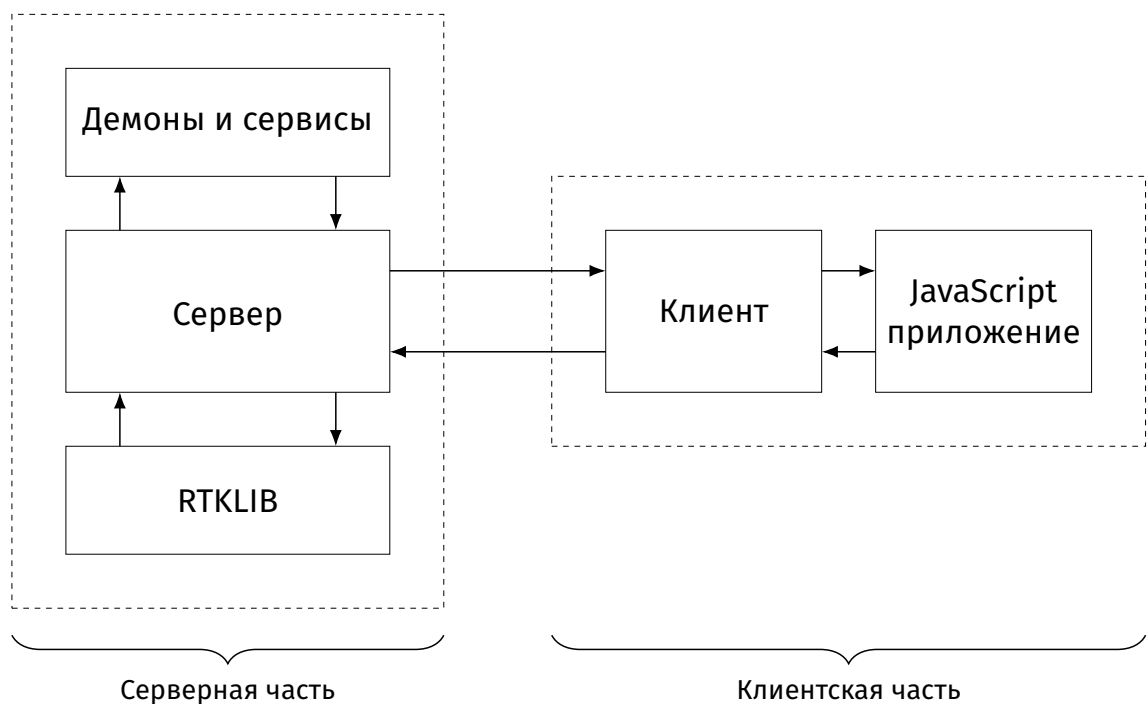 Демоны и сервисы
Сервер
RTKLIB
Клиент
JavaScript
приложение
Серверная часть
Клиентская часть